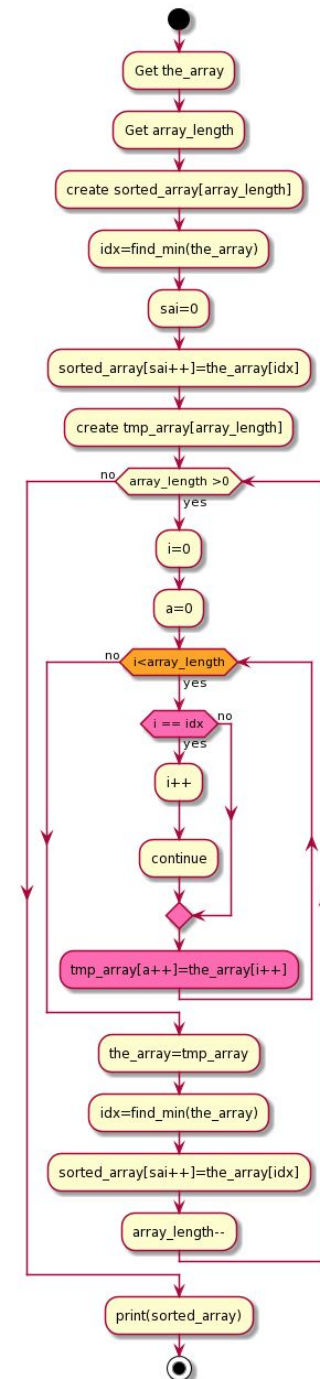 Get the_array
Get array_length
create sorted_array[array_length]
idx=find_min(the_array)
sai=0
sorted_array[sai++]=the_array[idx]
create tmp_array[array_length]
no
array_length >0
yes
i=0
a=0
no
i<array_length
yes
i == idx
no
yes
i++
continue
tmp_array[a++]=the_array[i++]
the_array=tmp_array
idx=find_min(the_array)
sorted_array[sai++]=the_array[idx]
array_length--
print(sorted_array)